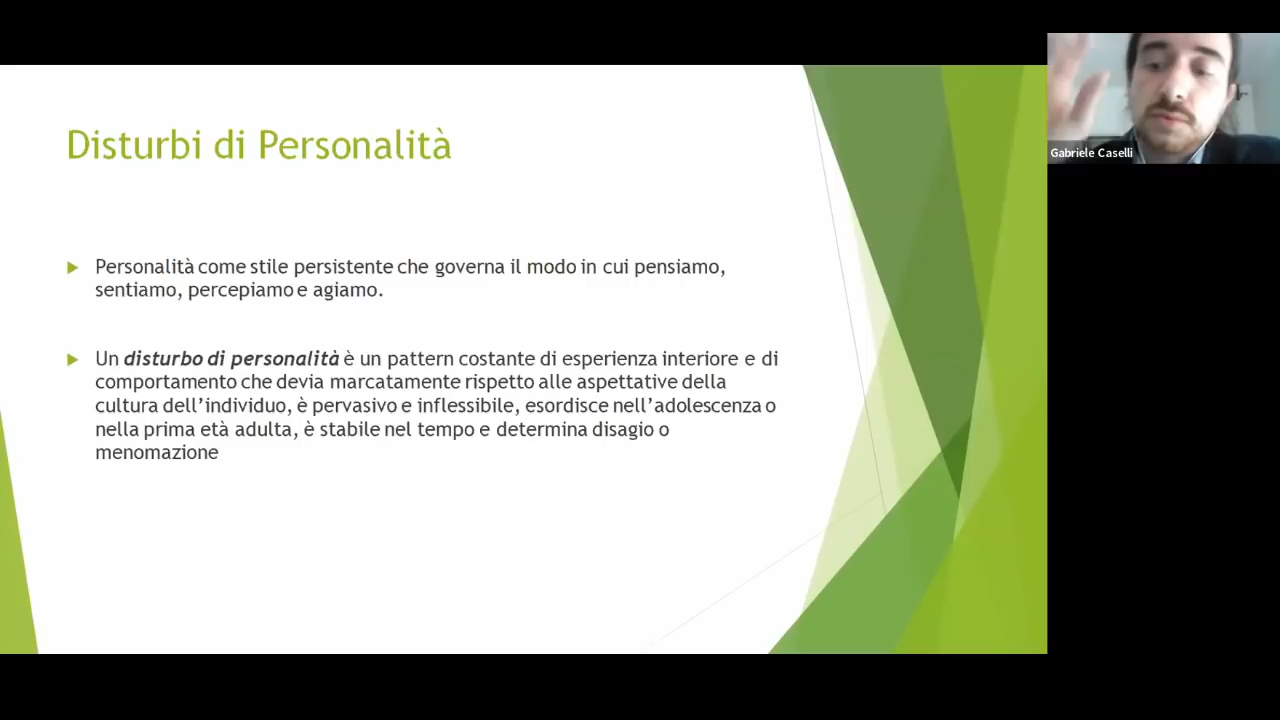 Disturbi di Personalità
Personalità come stile persistente che governa il modo in cui pensiamo,
sentiamo, percepiamo e agiamo.
Un disturbo di personalità è un pattern costante di esperienza interiore e di
comportamento che devia marcatamente rispetto alle aspettative della
cultura dell'individuo, è pervasivo e inflessibile, esordisce nell'adolescenza o
nella prima età adulta, è stabile nel tempo e determina disagio o
menomazione
Gabriele Caselli